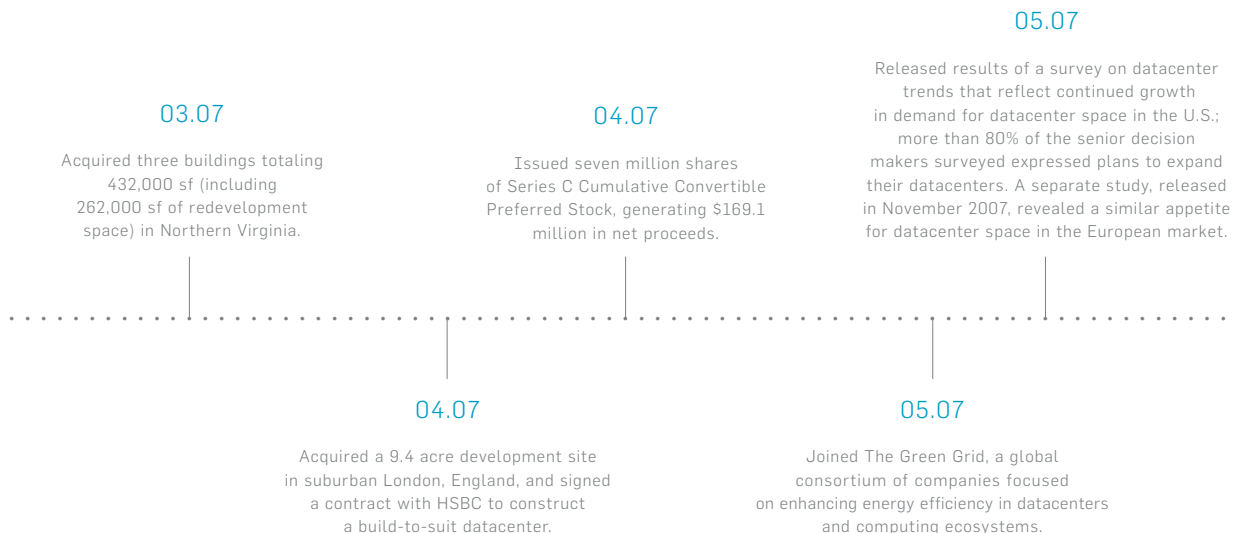 03.07
Acquired three buildings totaling
432,000 sf (including
262,000 sf of redevelopment
space) in Northern Virginia.
04.07
Acquired a 9.4 acre development site
in suburban London, England, and signed
a contract with HSBC to construct
a build-to-suit datacenter.
04.07
Issued seven million shares
of Series C Cumulative Convertible
Preferred Stock, generating $169.1
million in net proceeds.
05.07
Joined The Green Grid, a global
consortium of companies focused
on enhancing energy efficiency in datacenters
and computing ecosystems.
05.07
Released results of a survey on datacenter
trends that reflect continued growth
in demand for datacenter space in the U.S.;
more than 80% of the senior decision
makers surveyed expressed plans to expand
their datacenters. A separate study, released
in November 2007, revealed a similar appetite
for datacenter space in the European market.